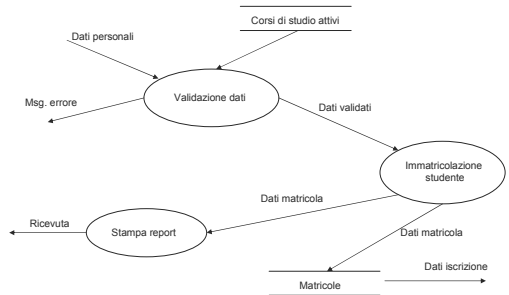 Corsi di studio attivi
Dati personali
Validazione dati
Msg. errore
Dati validati
Immatricolazione
studente
Dati matricola
Ricevuta
Stampa report
Dati matricola
Dati iscrizione
Matricole